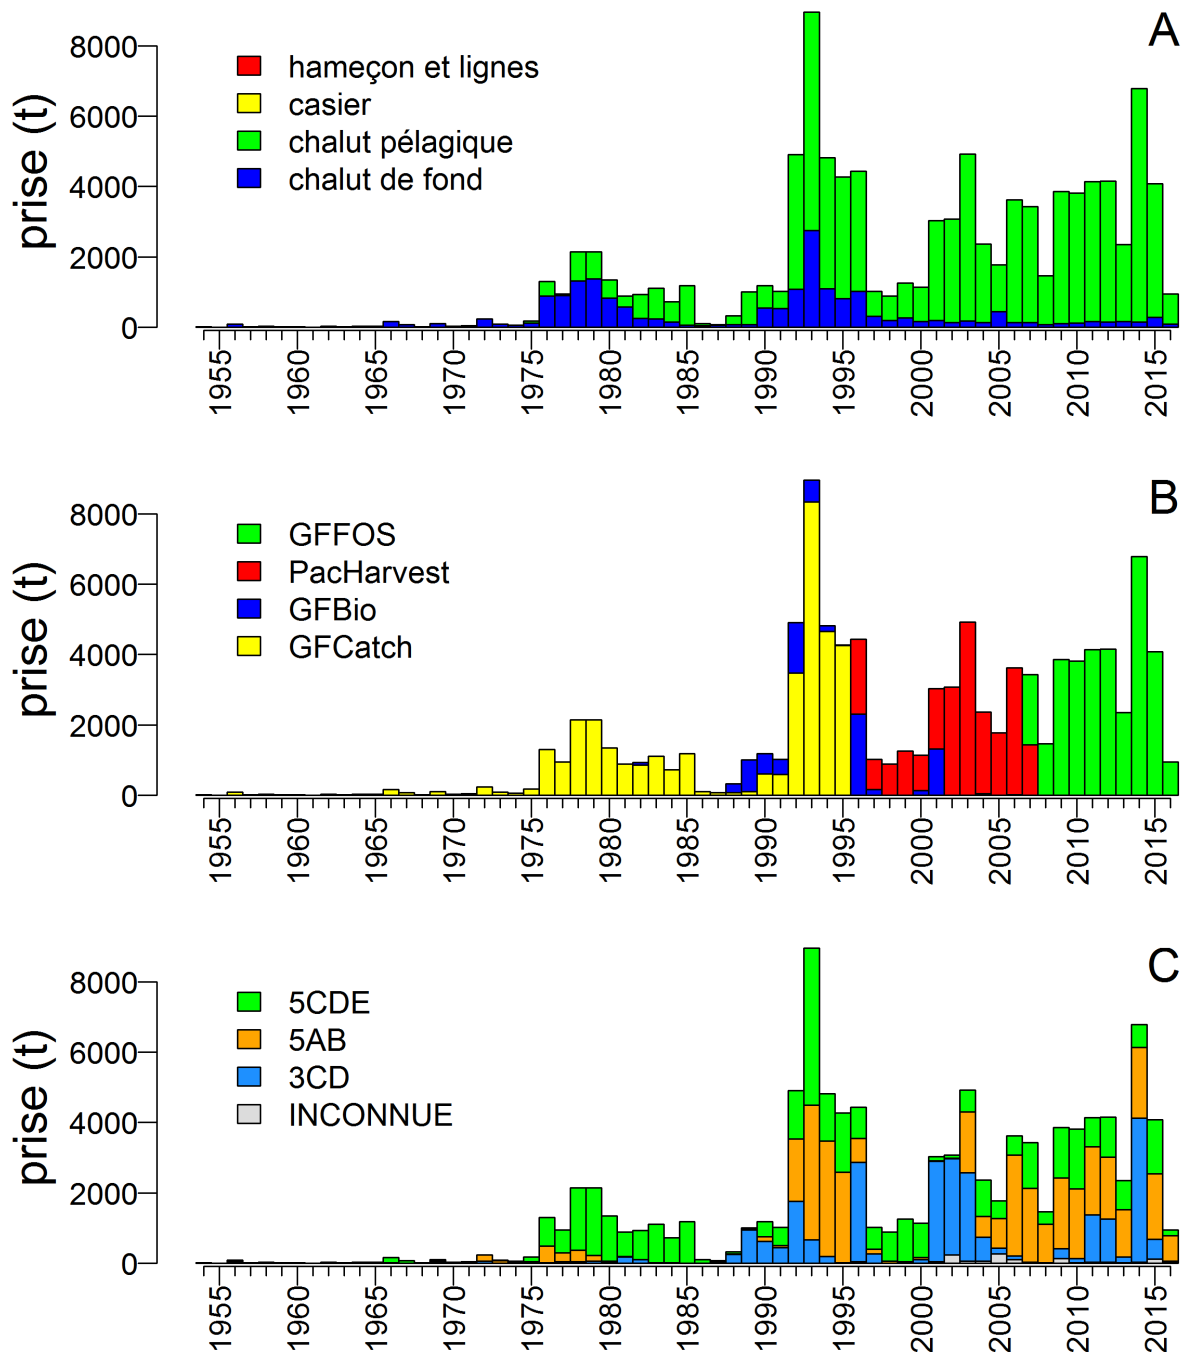 A
prise (t)
8000
6000
4000
2000
0
hameçon et lignes
casier
chalut pélagique
chalut de fond
1955 1960 1965 1970 1975 1980 1985 1990 1995 2000 2005 2010 2015
B
prise (t)
8000
6000
4000
2000
0
GFFOS
PacHarvest
GFBio
GFCatch
1955 1960 1965 1970 1975 1980 1985 1990 1995 2000 2005 2010 2015
C
prise (t)
8000
6000
4000
2000
0
5CDE
5AB
3CD
INCONNUE
1955 1960 1965 1970 1975 1980 1985 1990 1995 2000 2005 2010 2015